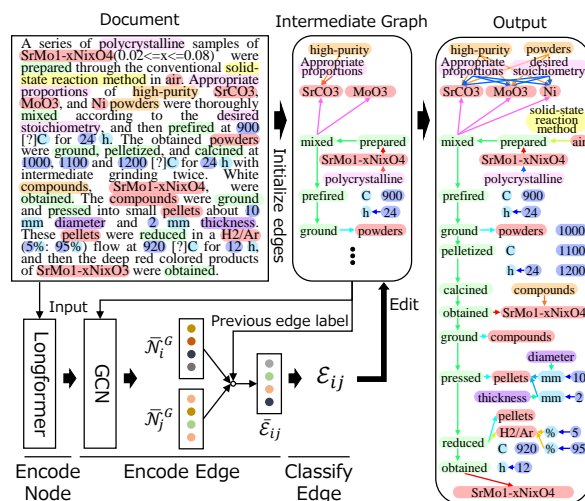 Document
A series of polycrystalline samples of
SrMo1-xNixO4(0.02<=x<=0.08) were
prepared through the conventional solid-
state reaction method in air. Appropriate
proportions of high-purity SrCO3,
MoO3, and Ni powders were thoroughly
mixed according to the desired
stoichiometry, and then prefired at 900
[?]C for 24 h. The obtained powders
were ground, pelletized, and calcined at
1000, 1100 and 1200 [?]C for 24 h with
intermediate grinding twice. White
compounds, SrMo1-xNixO4, were
obtained. The compounds were ground
and pressed into small pellets about 10
mm diameter and 2 mm thickness.
These pellets were reduced in a H2/Ar
(5%: 95%) flow at 920 [?]C for 12 h,
and then the deep red colored products
of SrMo1-xNixO3 were obtained.
Initialize edges
Intermediate Graph
high-purity
Appropriate
proportions
SrCO3 MoO3
mixed prepared
SrMo1-xNixO4
polycrystalline
prefired C 900
h 24
ground powders
Output
high-purity powders
Appropriate desired
proportions stoichiometry
SrCO3 MoO3 Ni
solid-state
reaction
method
mixed prepared air
SrMo1-xNixO4
polycrystalline
prefired C 900
h 24
ground powders 1000
pelletized C 1100
h 24 1200
calcined compounds
obtained SrMo1-xNixO4
ground compounds
diameter
pressed pellets mm 10
thickness mm 2
pellets
reduced H2/Ar % 5
C 920 % 95
obtained h 12
SrMo1-xNixO4
Input
Previous edge label
Edit
Longformer
GCN
N̄ᵢᴳ
N̄ⱼᴳ
Ē_ij
E_ij
Encode
Node
Encode Edge
Classify
Edge